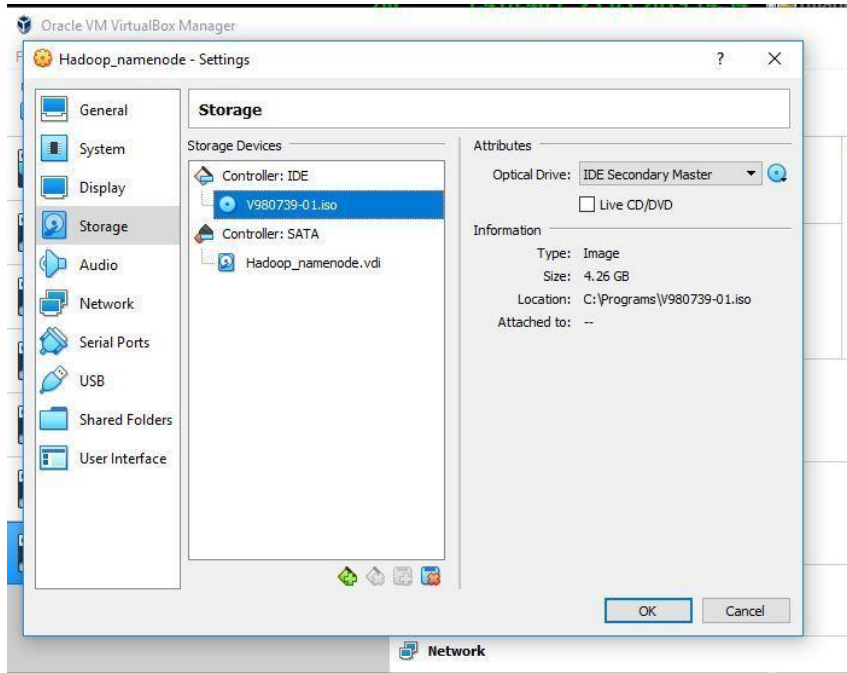 Oracle VM VirtualBox Manager
Hadoop_namenode - Settings
?
General
System
Display
Storage
Audio
Network
Serial Ports
USB
Shared Folders
User Interface
Storage
Storage Devices
Controller: IDE
V980739-01.iso
Controller: SATA
Hadoop_namenode.vdi
Attributes
Optical Drive: IDE Secondary Master
Live CD/DVD
Information
Type: Image
Size: 4.26 GB
Location: C:\Programs\V980739-01.iso
Attached to: --
OK Cancel
Network